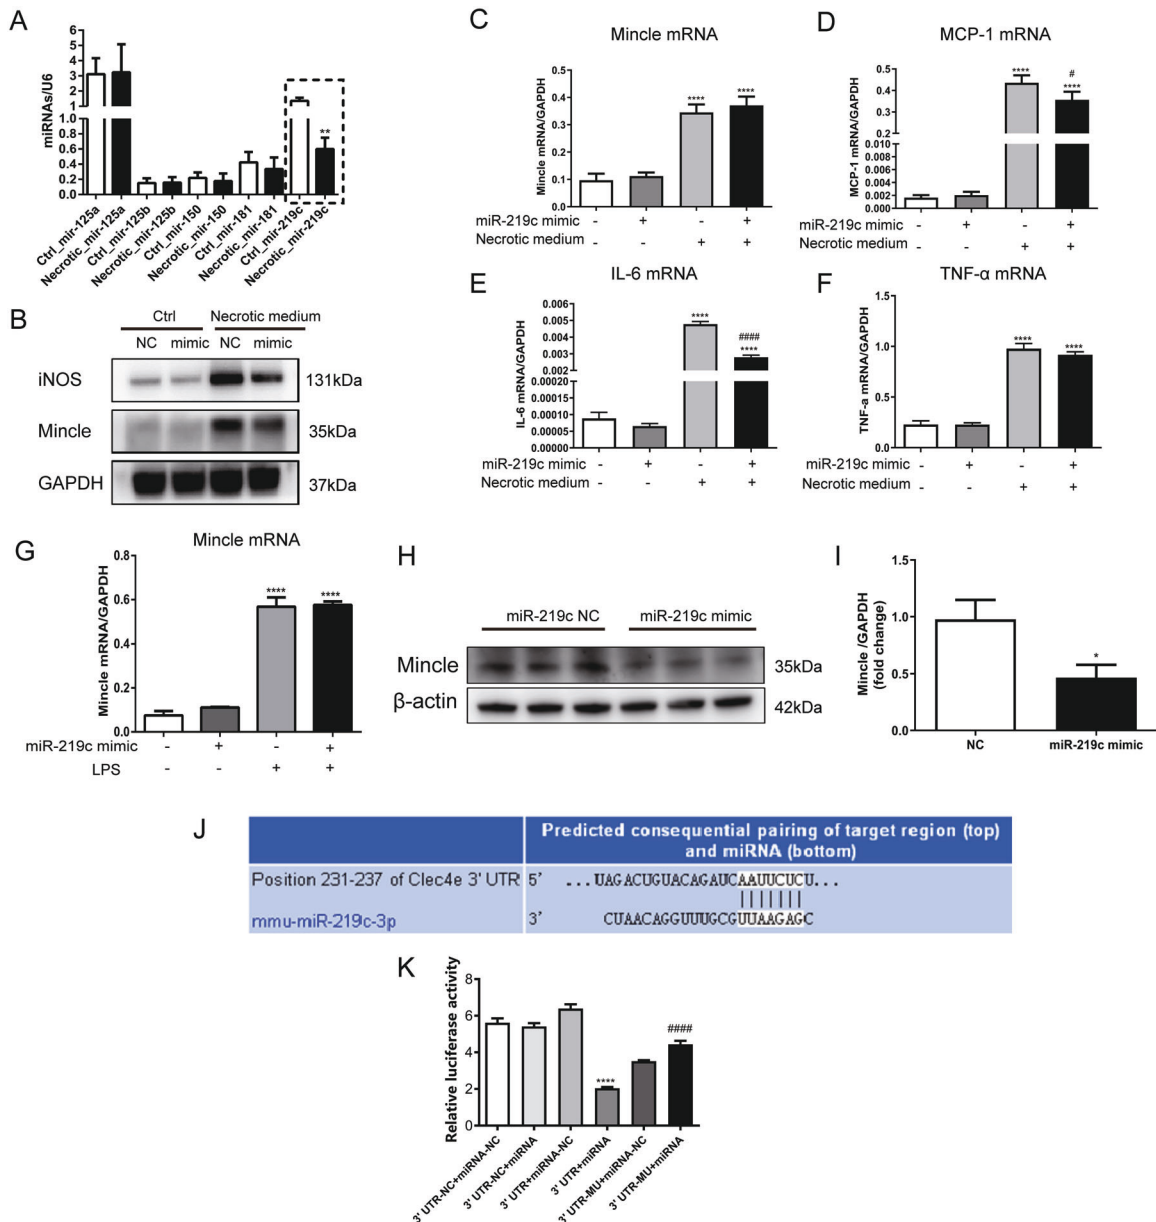 A
miRNAs/U6
6
5
4
3
2
1
0.8
0.6
0.4
0.2
0.0
**
Ctrl_mir-125a
Necrotic_mir-125a
Ctrl_mir-125b
Necrotic_mir-125b
Ctrl_mir-150
Necrotic_mir-150
Ctrl_mir-181
Necrotic_mir-181
Ctrl_mir-219c
Necrotic_mir-219c
B
Ctrl Necrotic medium
NC mimic NC mimic
iNOS 131kDa
Mincle 35kDa
GAPDH 37kDa
C
Mincle mRNA
Mincle mRNA/GAPDH
0.5
0.4
0.3
0.2
0.1
0.0
**** ****
miR-219c mimic - + - +
Necrotic medium - - + +
D
MCP-1 mRNA
MCP-1 mRNA/GAPDH
0.5
0.4
0.3
0.2
0.010
0.008
0.006
0.004
0.002
0.000
#
**** ****
miR-219c mimic - + - +
Necrotic medium - - + +
E
IL-6 mRNA
IL-6 mRNA/GAPDH
0.006
0.005
0.004
0.003
0.002
0.00020
0.00015
0.00010
0.00005
0.00000
****
####
****
miR-219c mimic - + - +
Necrotic medium - - + +
F
TNF-α mRNA
TNF-a mRNA/GAPDH
1.5
1.0
0.5
0.0
**** ****
miR-219c mimic - + - +
Necrotic medium - - + +
G
Mincle mRNA
Mincle mRNA/GAPDH
0.8
0.6
0.4
0.2
0.0
**** ****
miR-219c mimic - + - +
LPS - - + +
H
miR-219c NC miR-219c mimic
Mincle 35kDa
β-actin 42kDa
I
Mincle /GAPDH
(fold change)
1.5
1.0
0.5
0.0
*
NC miR-219c mimic
J
Predicted consequential pairing of target region (top)
and miRNA (bottom)
Position 231-237 of Clec4e 3' UTR 5' ...UAGACUGUACAGAUCAAUUCUCU...
mmu-miR-219c-3p 3' CUAACAGGUUUGCGUUAAGAGC
K
Relative luciferase activity
8
6
4
2
0
**** ####
3' UTR-NC+miRNA-NC
3' UTR-NC+miRNA
3' UTR+miRNA-NC
3' UTR+miRNA
3' UTR-MU+miRNA-NC
3' UTR-MU+miRNA